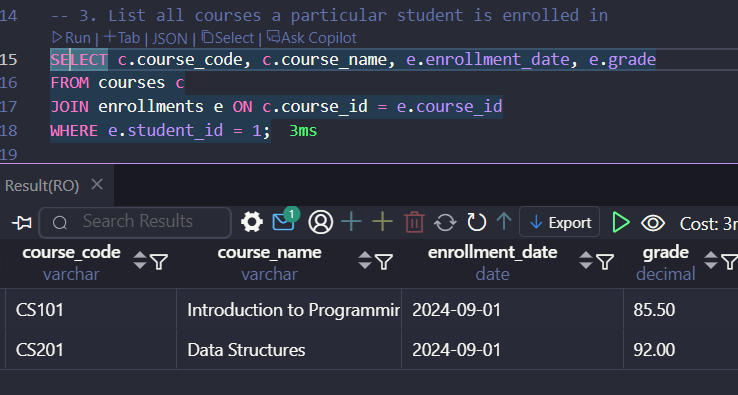 14 -- 3. List all courses a particular student is enrolled in
Run | Tab | JSON | Select | Ask Copilot
15 SELECT c.course_code, c.course_name, e.enrollment_date, e.grade
16 FROM courses c
17 JOIN enrollments e ON c.course_id = e.course_id
18 WHERE e.student_id = 1; 3ms
19
Result(RO)
Search Results 1 Export Cost: 3
course_code course_name enrollment_date grade
varchar varchar date decimal
CS101 Introduction to Programmin 2024-09-01 85.50
CS201 Data Structures 2024-09-01 92.00